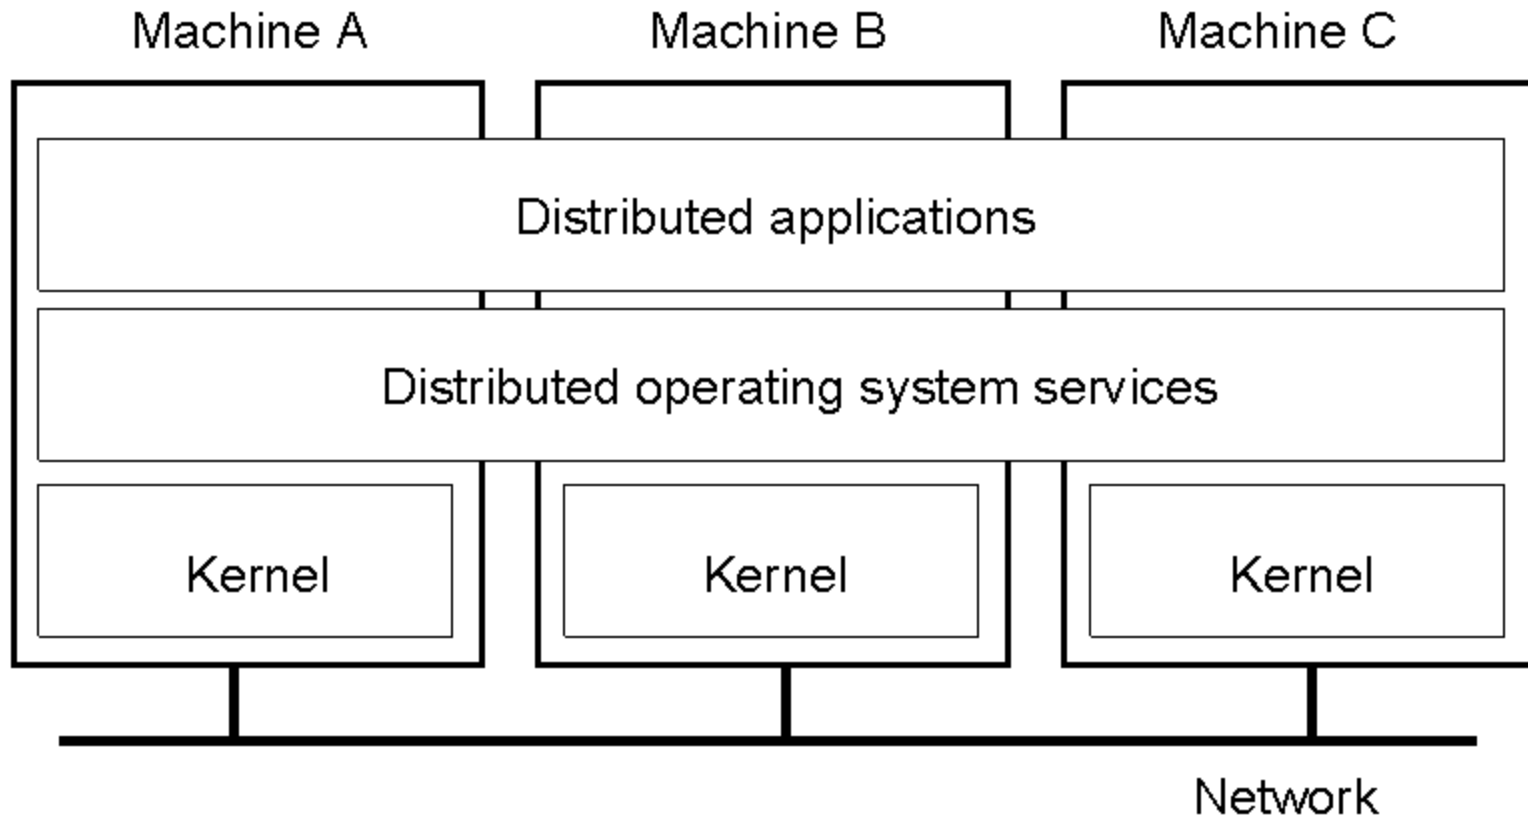 Machine A
Machine B
Machine C
Distributed applications
Distributed operating system services
Kernel
Kernel
Kernel
Network